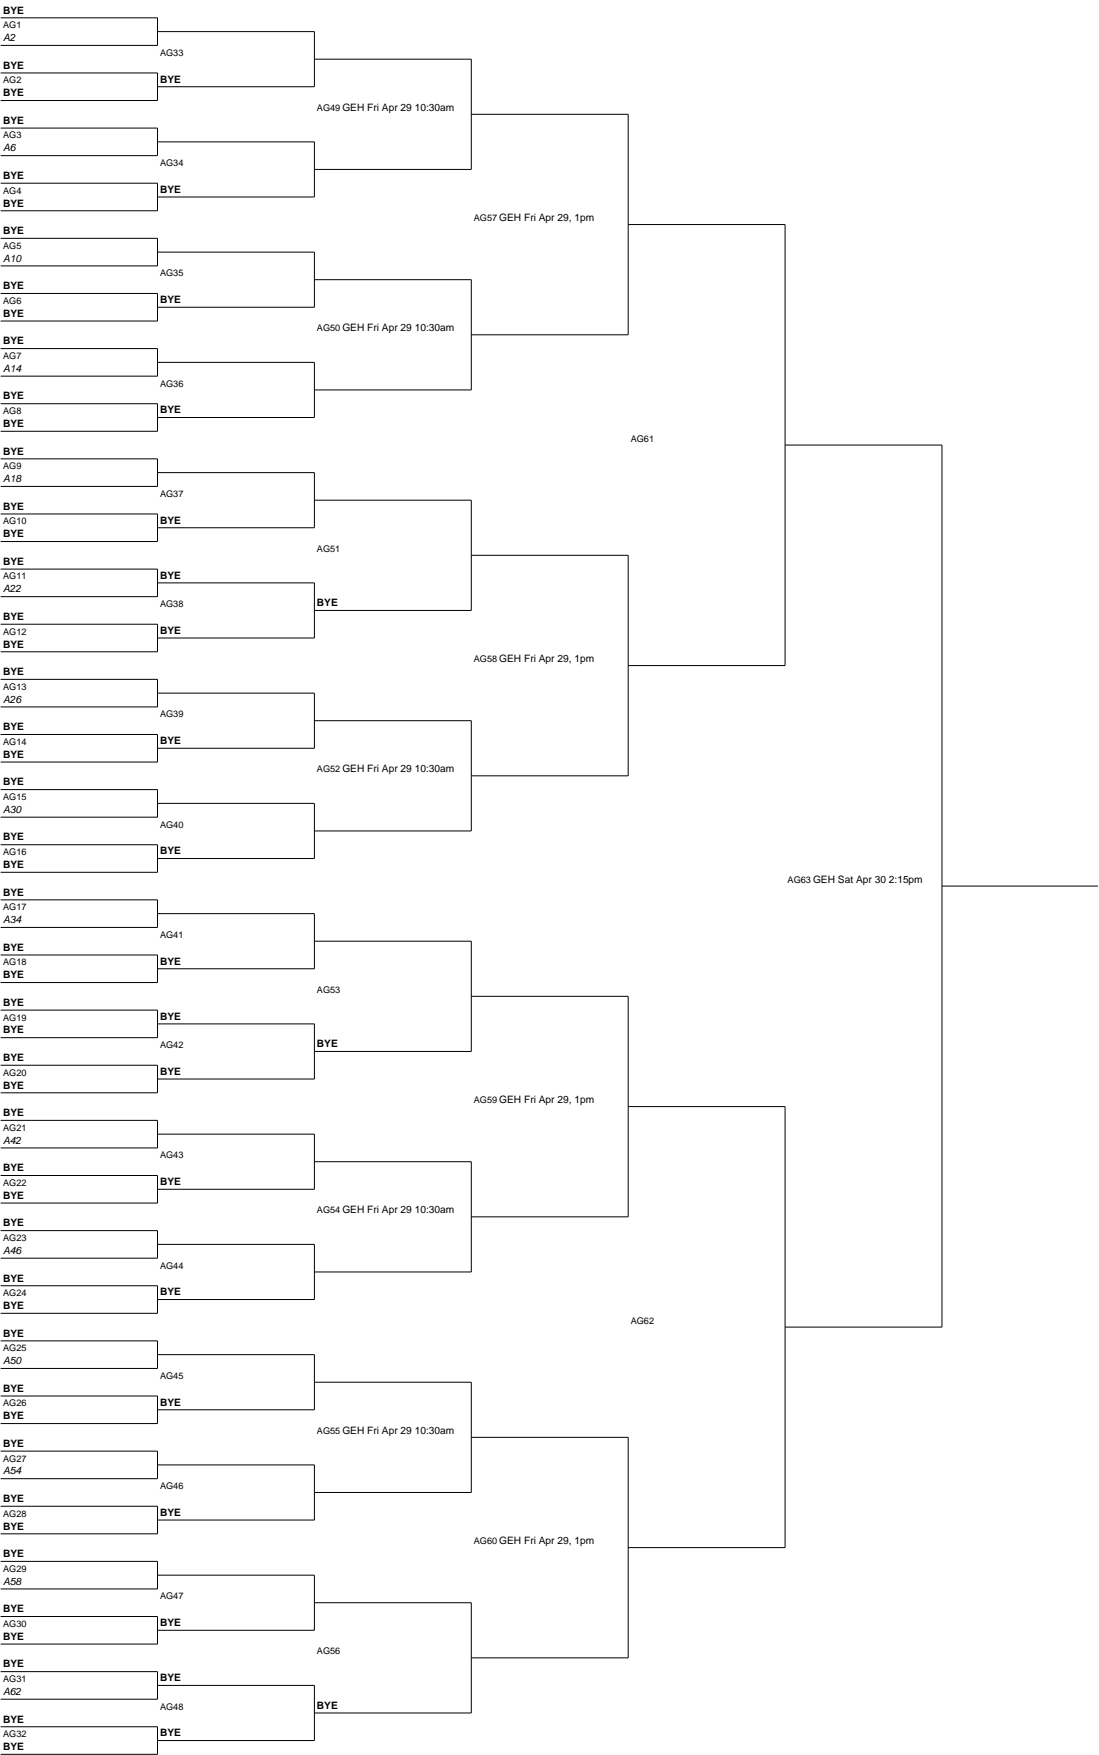 BYE
AG1
A2
AG33
BYE
AG2
BYE
BYE
AG49 GEH Fri Apr 29 10:30am
BYE
AG3
A6
AG34
BYE
AG4
BYE
BYE
AG57 GEH Fri Apr 29, 1pm
BYE
AG5
A10
AG35
BYE
AG6
BYE
BYE
AG50 GEH Fri Apr 29 10:30am
BYE
AG7
A14
AG36
BYE
AG8
BYE
BYE
AG61
BYE
AG9
A18
AG37
BYE
AG10
BYE
BYE
AG51
BYE
AG11
BYE
A22
AG38
BYE
BYE
AG12
BYE
BYE
AG58 GEH Fri Apr 29, 1pm
BYE
AG13
A26
AG39
BYE
AG14
BYE
BYE
AG52 GEH Fri Apr 29 10:30am
BYE
AG15
A30
AG40
BYE
AG16
BYE
BYE
AG63 GEH Sat Apr 30 2:15pm
BYE
AG17
A34
AG41
BYE
AG18
BYE
BYE
AG53
BYE
AG19
BYE
BYE
AG42
BYE
BYE
AG20
BYE
BYE
AG59 GEH Fri Apr 29, 1pm
BYE
AG21
A42
AG43
BYE
AG22
BYE
BYE
AG54 GEH Fri Apr 29 10:30am
BYE
AG23
A46
AG44
BYE
AG24
BYE
BYE
AG62
BYE
AG25
A50
AG45
BYE
AG26
BYE
BYE
AG55 GEH Fri Apr 29 10:30am
BYE
AG27
A54
AG46
BYE
AG28
BYE
BYE
AG60 GEH Fri Apr 29, 1pm
BYE
AG29
A58
AG47
BYE
AG30
BYE
BYE
AG56
BYE
AG31
BYE
A62
AG48
BYE
BYE
AG32
BYE
BYE